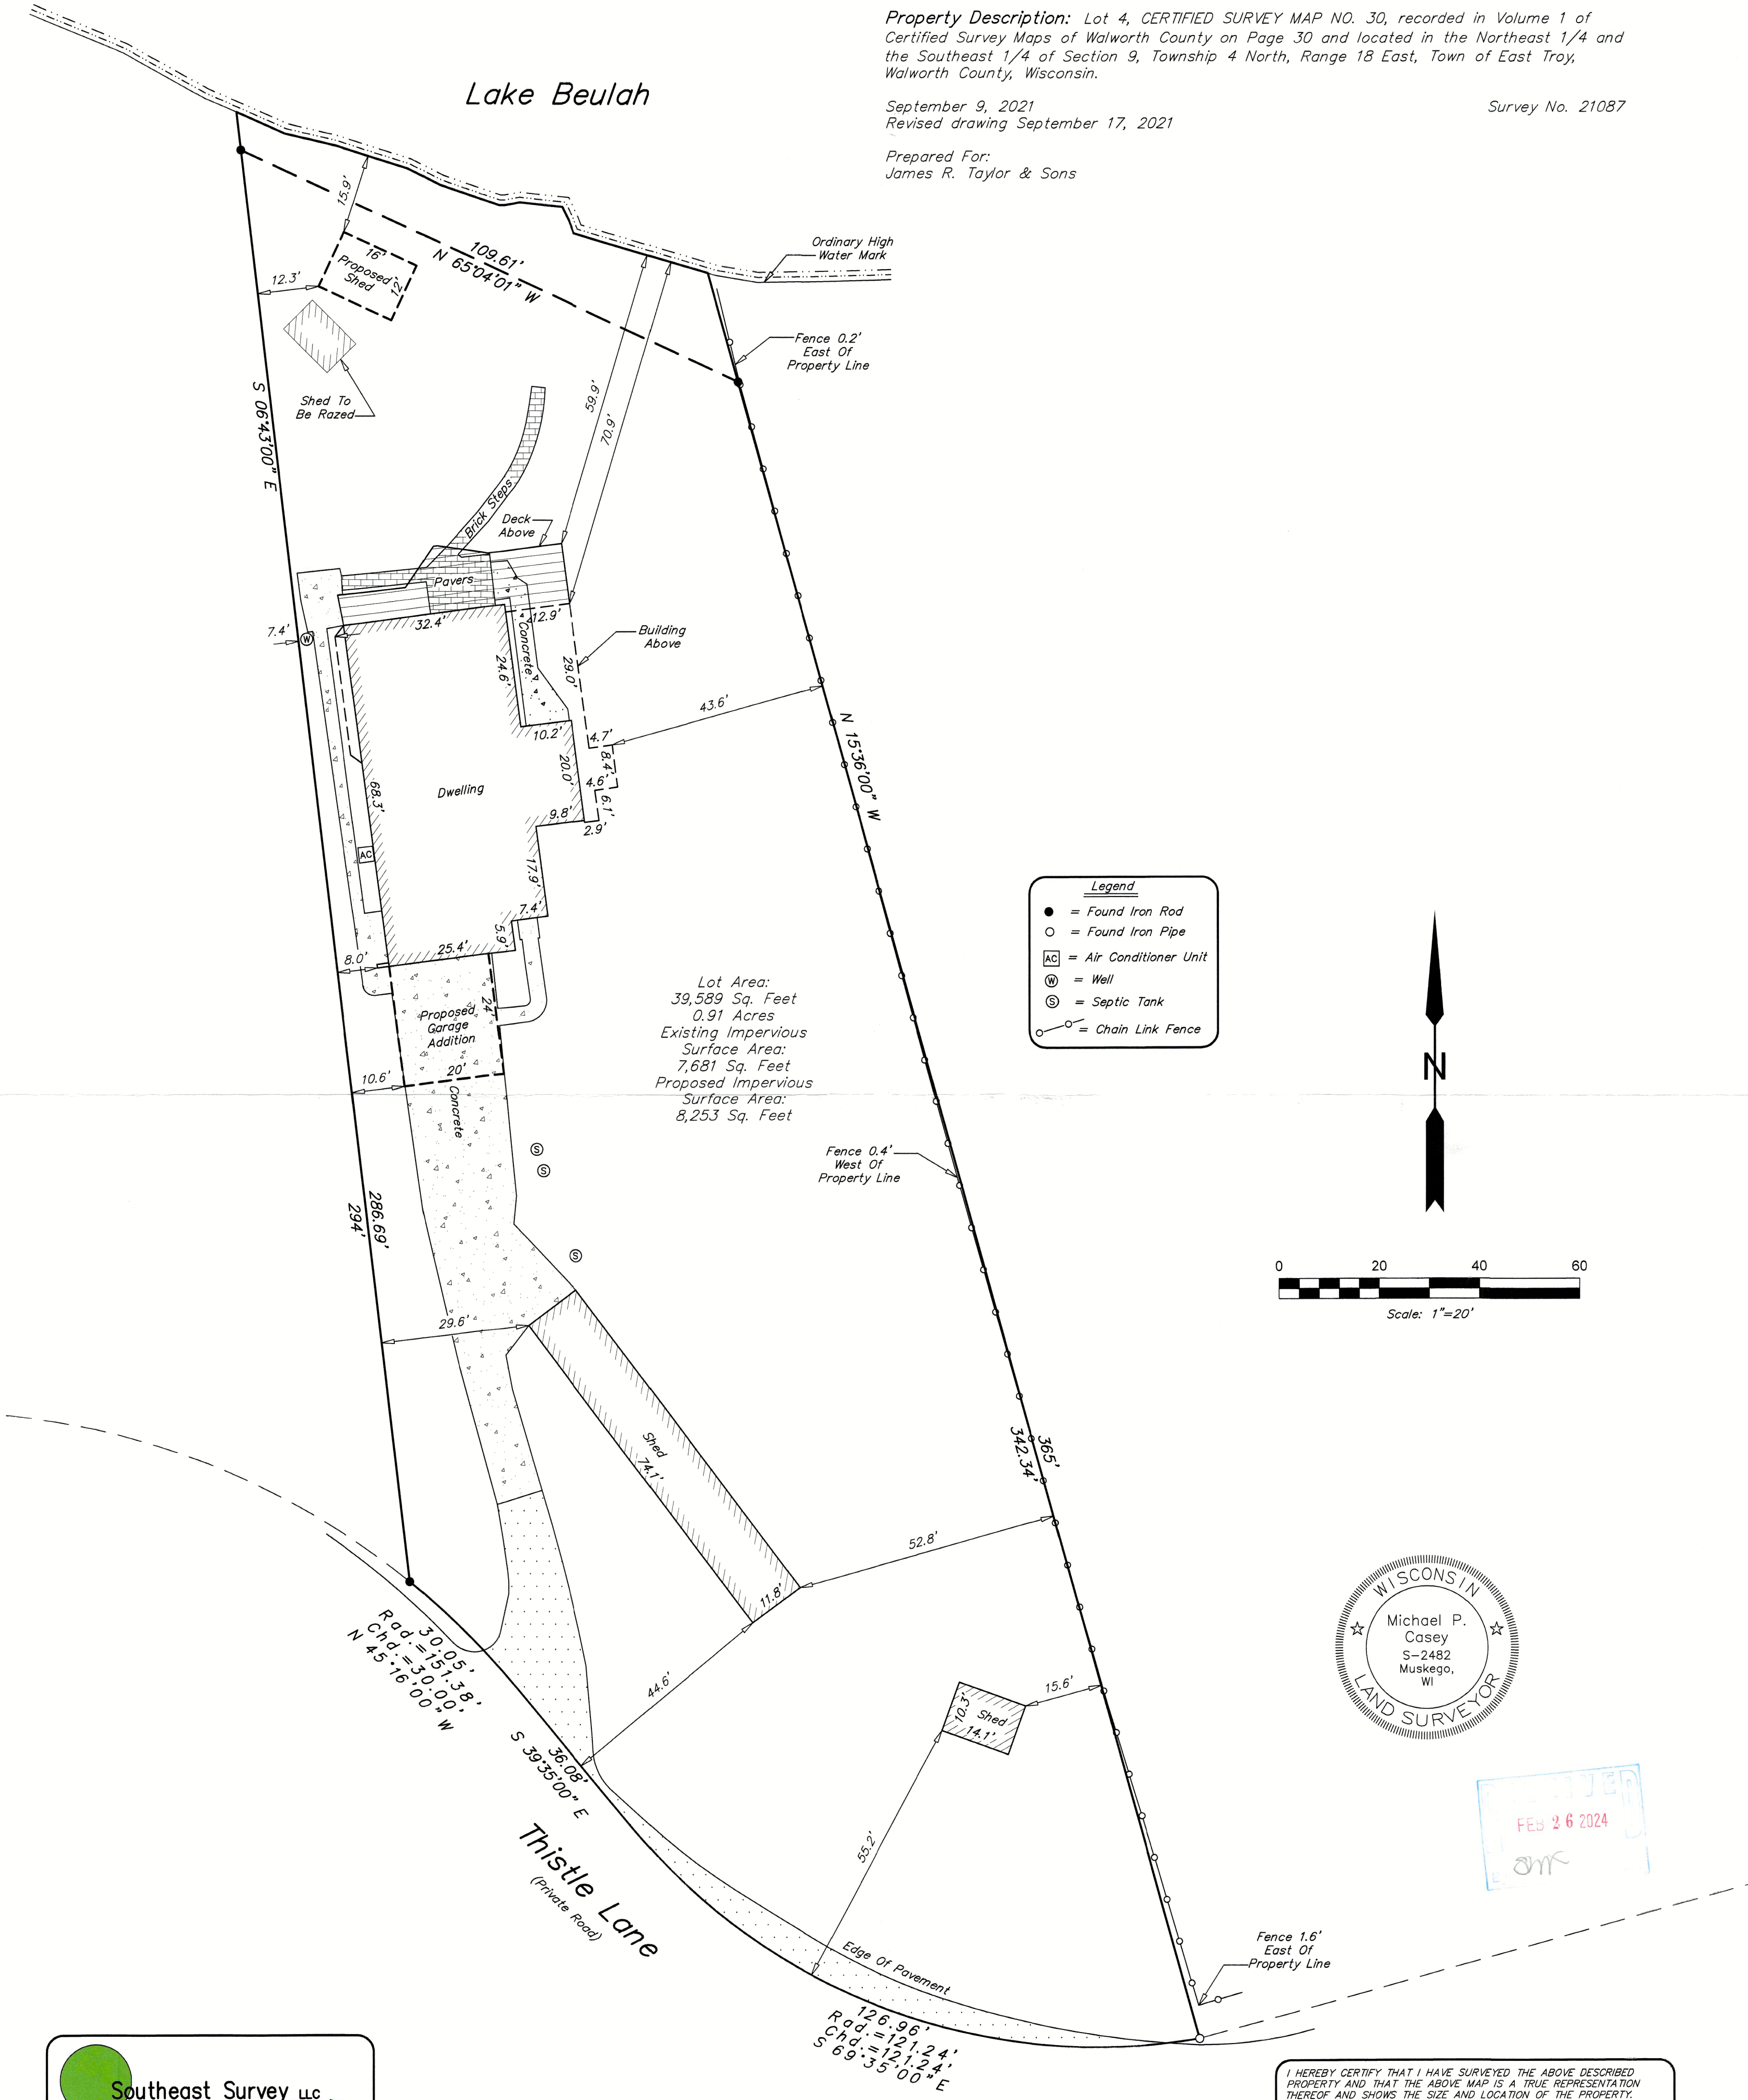 Property Description: Lot 4, CERTIFIED SURVEY MAP NO. 30, recorded in Volume 1 of
Certified Survey Maps of Walworth County on Page 30 and located in the Northeast 1/4 and
the Southeast 1/4 of Section 9, Township 4 North, Range 18 East, Town of East Troy,
Walworth County, Wisconsin.
September 9, 2021
Survey No. 21087
Revised drawing September 17, 2021
Prepared For:
James R. Taylor & Sons
Lake Beulah
Ordinary High
Water Mark
15.9'
109.61'
N 65°04'01" W
16'
Proposed
Shed
12'
12.3'
Fence 0.2'
East Of
Property Line
Shed To
Be Razed
S 06°43'00" E
59.9'
70.9'
Brick Steps
Deck
Above
Pavers
32.4'
12.9'
7.4'
W
Concrete
Building
Above
24.6'
29.0'
43.6'
N 15°36'00" W
10.2'
4.7'
8.4'
20.0'
4.6'
6.1'
Dwelling
68.3'
9.8'
2.9'
AC
17.9'
7.4'
5.9'
25.4'
8.0'
Proposed
Garage
Addition
24'
20'
10.6'
Concrete
Lot Area:
39,589 Sq. Feet
0.91 Acres
Existing Impervious
Surface Area:
7,681 Sq. Feet
Proposed Impervious
Surface Area:
8,253 Sq. Feet
Legend
= Found Iron Rod
= Found Iron Pipe
AC = Air Conditioner Unit
W = Well
S = Septic Tank
= Chain Link Fence
N
S
S
S
Fence 0.4'
West Of
Property Line
286.69'
294'
0 20 40 60
Scale: 1"=20'
29.6'
Shed
74.1'
365'
342.34'
52.8'
11.8'
44.6'
30.05'
Rad.=151.38'
Chd.=30.00'
N 45°16'00" W
36.08'
S 39°35'00" E
10.3'
Shed
14.1'
15.6'
55.2'
WISCONSIN
Michael P.
Casey
S-2482
Muskego,
WI
LAND SURVEYOR
FEB 26 2024
Thistle Lane
(Private Road)
Edge Of Pavement
Fence 1.6'
East Of
Property Line
126.96'
Rad.=121.24'
Chd.=121.24'
S 69°35'00" E
Southeast Survey LLC
I HEREBY CERTIFY THAT I HAVE SURVEYED THE ABOVE DESCRIBED
PROPERTY AND THAT THE ABOVE MAP IS A TRUE REPRESENTATION
THEREOF AND SHOWS THE SIZE AND LOCATION OF THE PROPERTY.